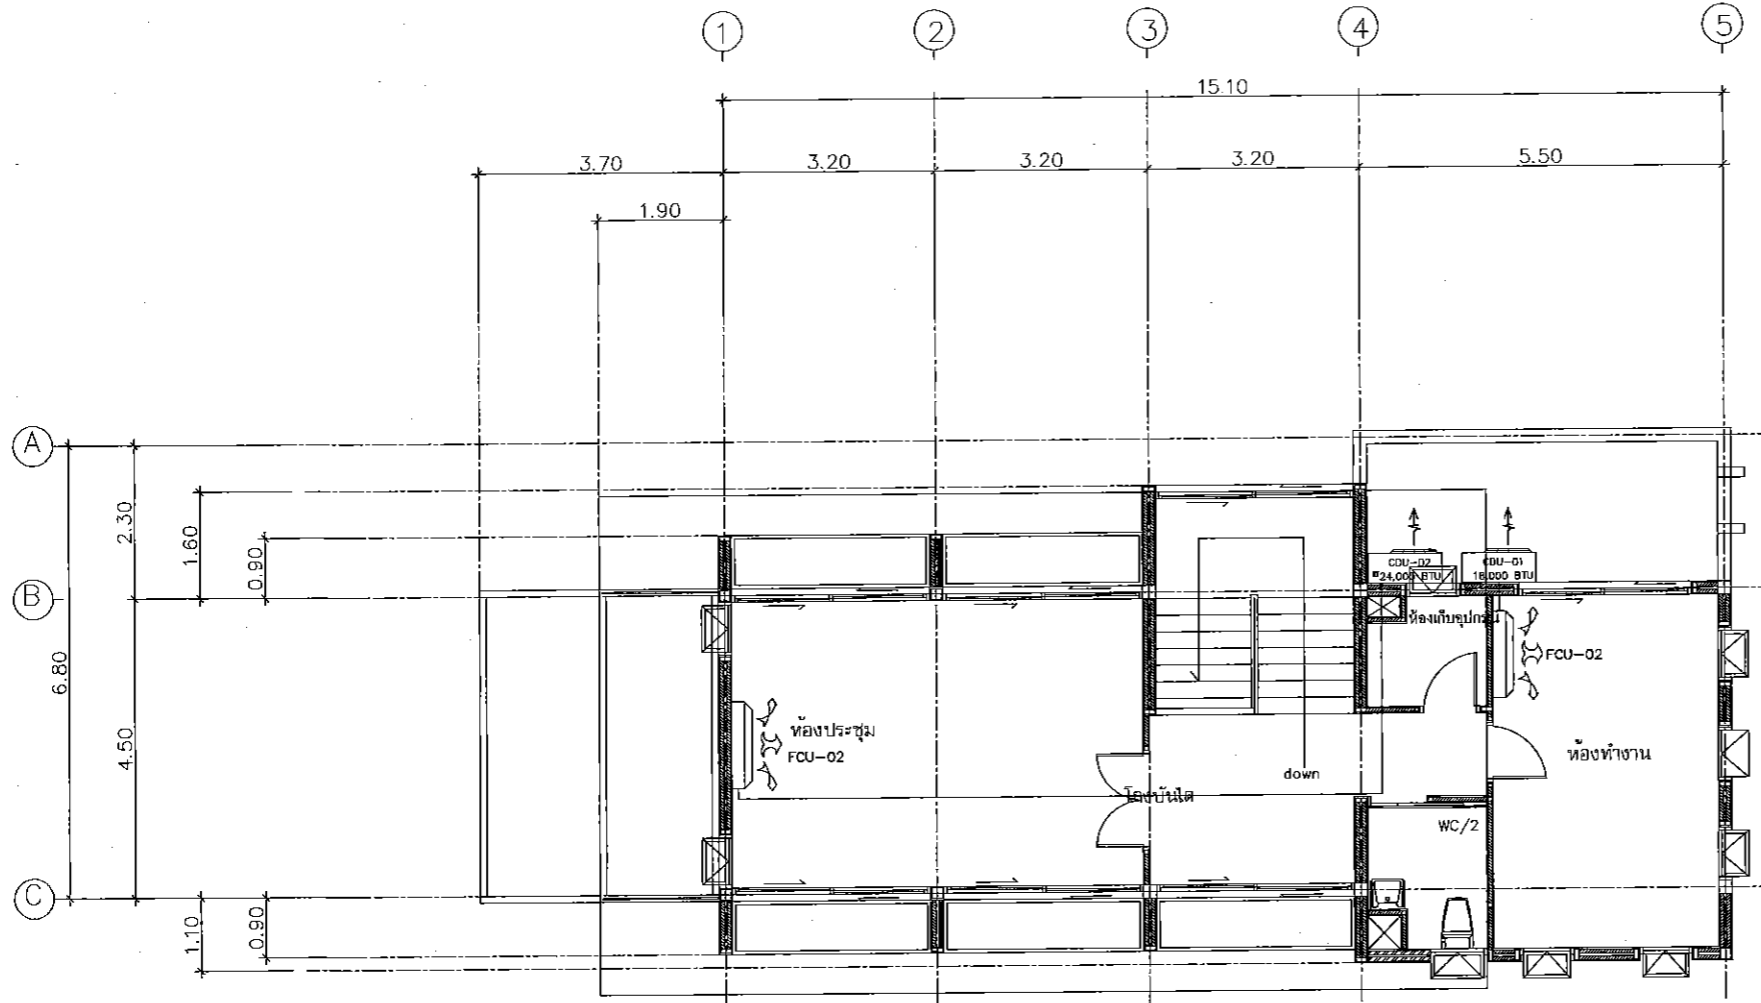 1 2 3 4 5
15.10
3.70 3.20 3.20 3.20 5.50
1.90
A
2.30
1.60
0.90
B
CDU-02
24,000 BTU
CDU-01
18,000 BTU
ห้องเก็บอุปกรณ์
FCU-02
6.80
4.50
ห้องประชุม
FCU-02
ห้องทำงาน
down
โถงบันได
WC/2
C
1.10
0.90